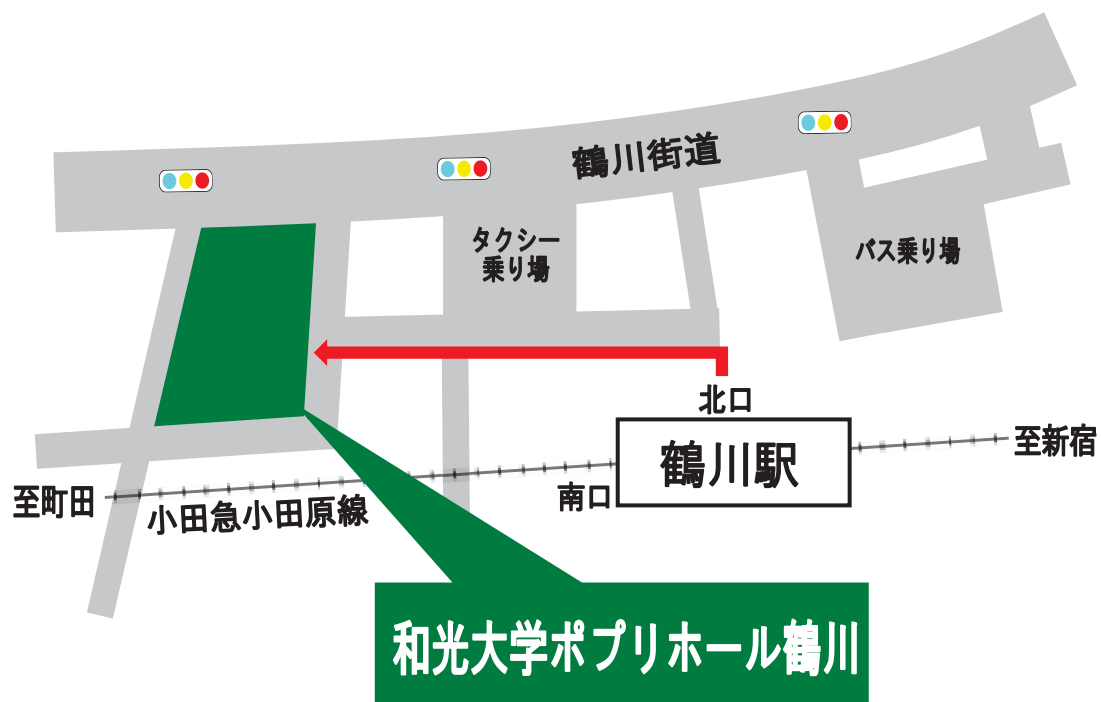 鶴川街道
タクシー
乗り場
バス乗り場
北口
鶴川駅
至新宿
南口
至町田
小田急小田原線
和光大学ポプリホール鶴川